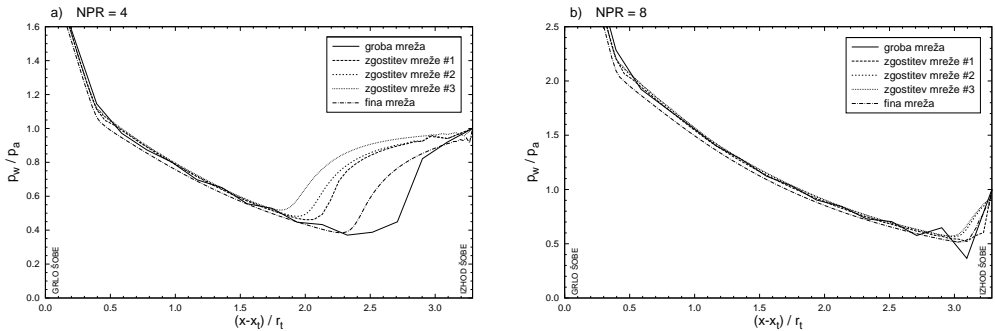 a) NPR = 4
1.6
1.4
1.2
1.0
0.8
0.6
0.4
0.2
0.0
p_w / p_a
groba mreža
zgostitev mreže #1
zgostitev mreže #2
zgostitev mreže #3
fina mreža
GRLO ŠOBE
IZHOD ŠOBE
0.0 0.5 1.0 1.5 2.0 2.5 3.0
(x-x_t) / r_t
b) NPR = 8
2.5
2.0
1.5
1.0
0.5
0.0
p_w / p_a
groba mreža
zgostitev mreže #1
zgostitev mreže #2
zgostitev mreže #3
fina mreža
GRLO ŠOBE
IZHOD ŠOBE
0.0 0.5 1.0 1.5 2.0 2.5 3.0
(x-x_t) / r_t